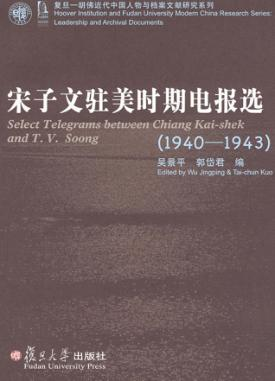 复旦—胡佛近代中国人物与档案文献研究系列
Hoover Institution and Fudan University Modern China Research Series:
Leadership and Archival Documents
宋子文驻美时期电报选
Select Telegrams between Chiang Kai-shek
and T. V. Soong
(1940—1943)
吴景平 郭岱君 编
Edited by Wu Jingping & Tai-chun Kuo
復旦大學出版社
Fudan University Press